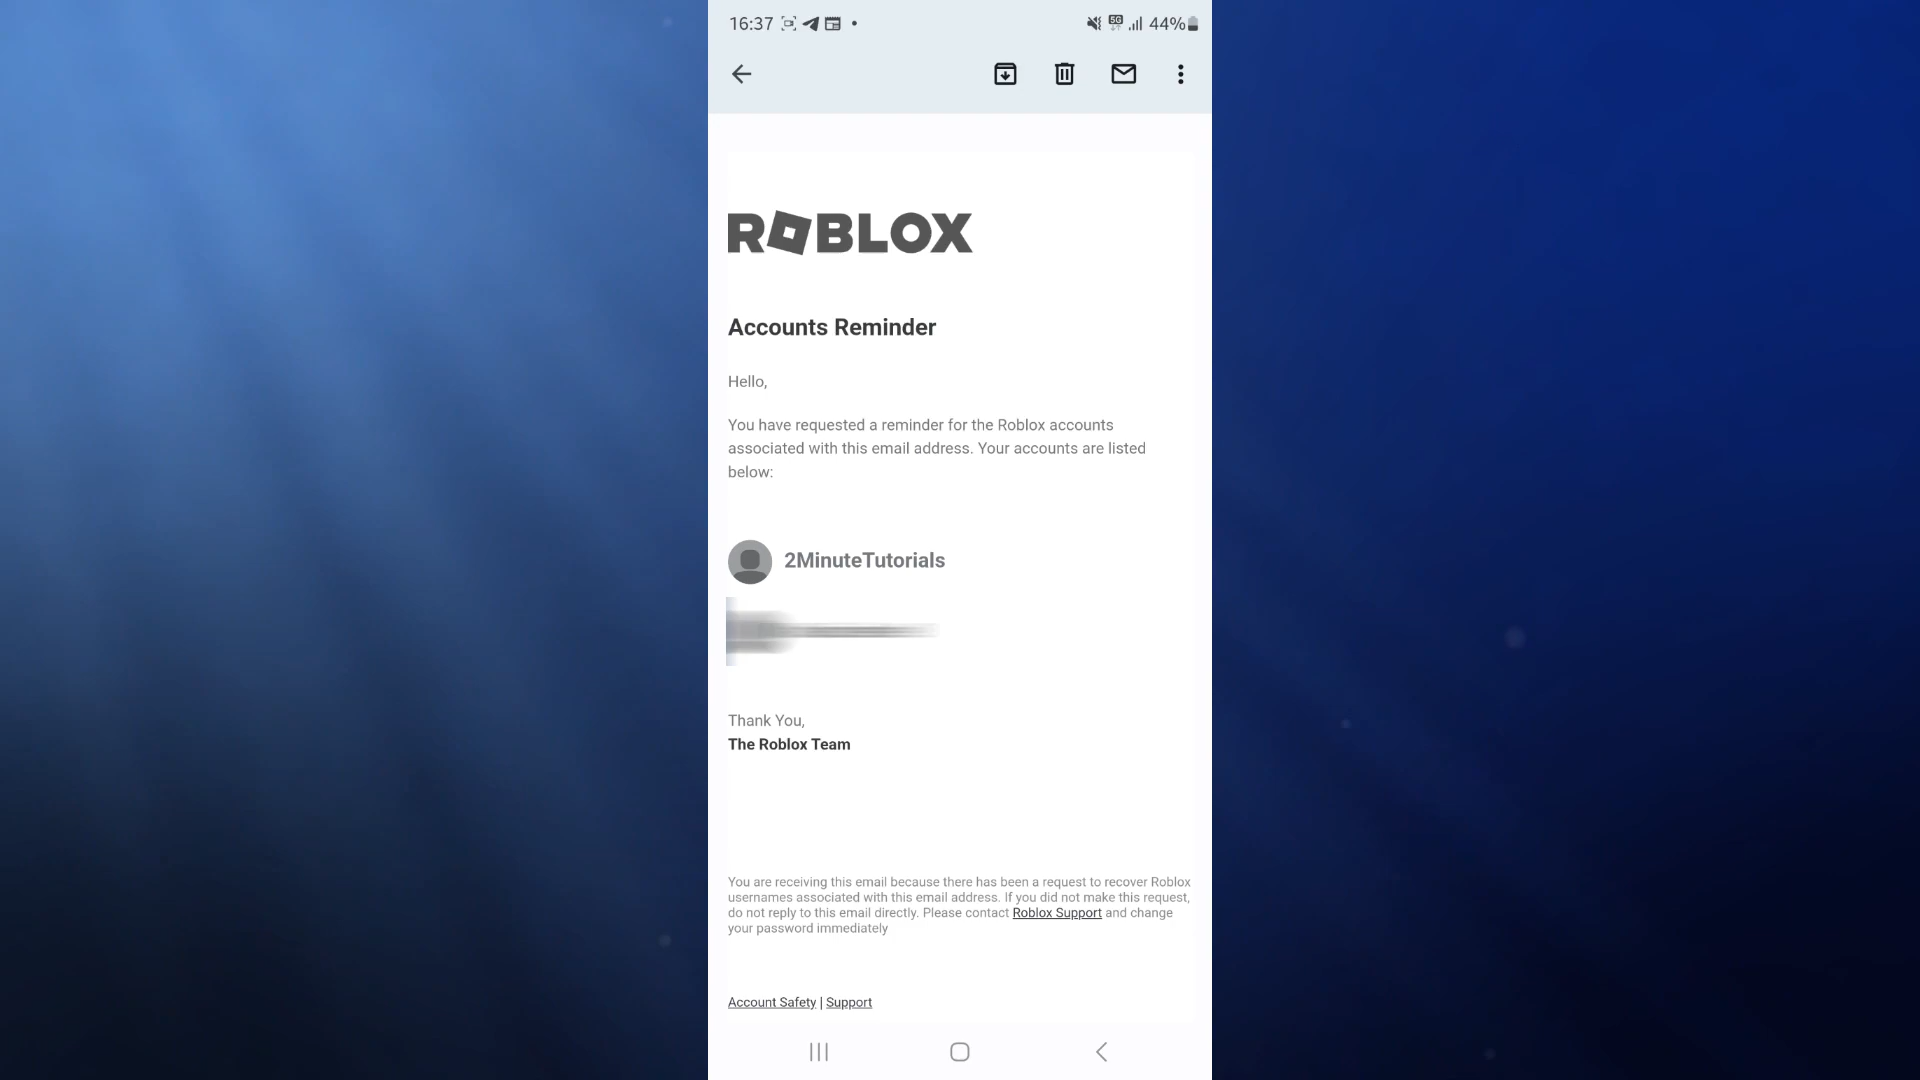 16:37
5G
44%
ROBLOX
Accounts Reminder
Hello,
You have requested a reminder for the Roblox accounts
associated with this email address. Your accounts are listed
below:
2MinuteTutorials
Thank You,
The Roblox Team
You are receiving this email because there has been a request to recover Roblox
usernames associated with this email address. If you did not make this request,
do not reply to this email directly. Please contact Roblox Support and change
your password immediately
Account Safety | Support